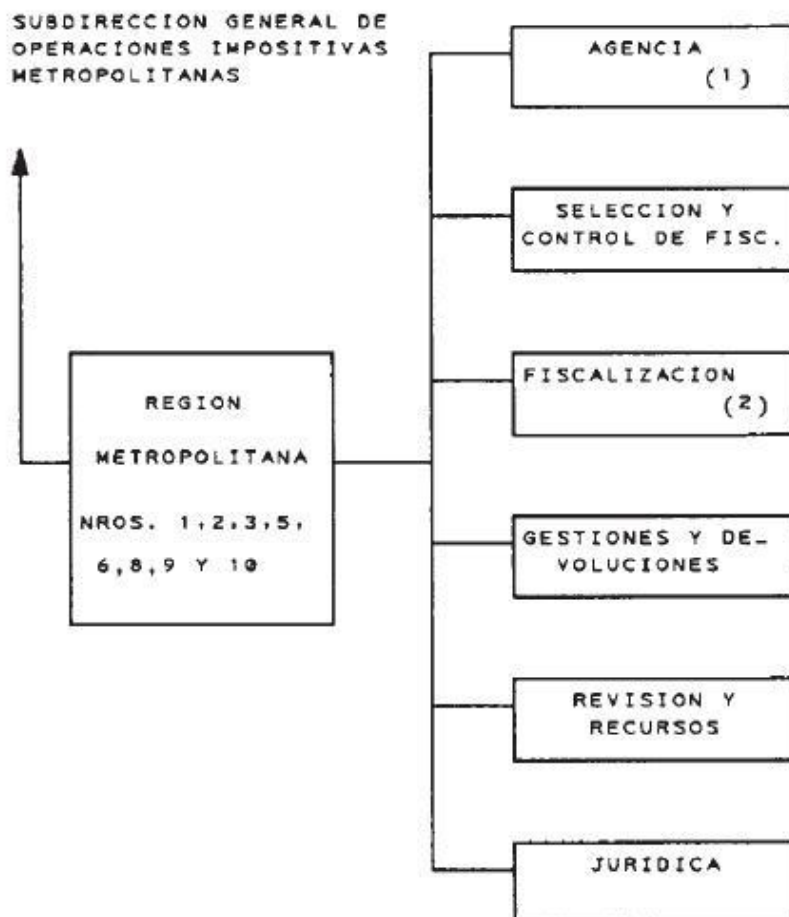 SUBDIRECCION GENERAL DE
OPERACIONES IMPOSITIVAS
METROPOLITANAS
REGION
METROPOLITANA
NROS. 1,2,3,5,
6,8,9 Y 10
AGENCIA
(1)
SELECCION Y
CONTROL DE FISC.
FISCALIZACION
(2)
GESTIONES Y DE_
VOLUCIONES
REVISION Y
RECURSOS
JURIDICA